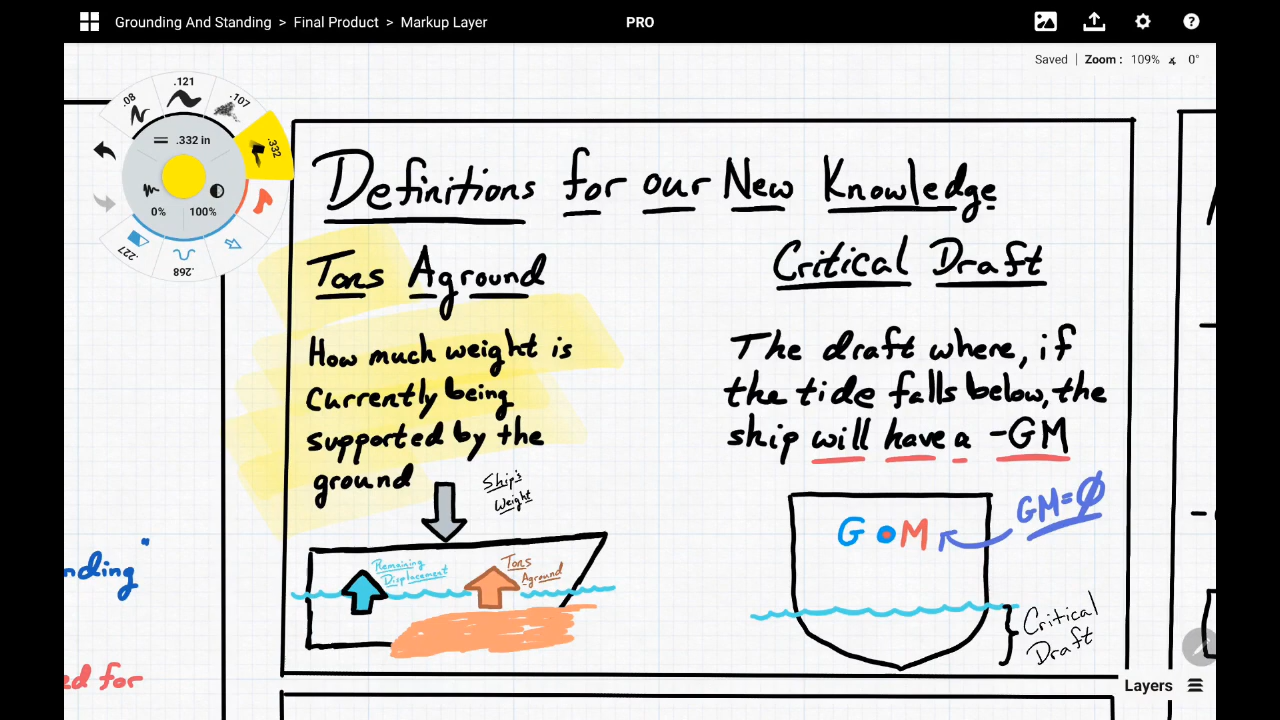 Grounding And Standing > Final Product > Markup Layer
PRO
Saved
Zoom : 109% 0°
.08
.121
.107
.332
.332 in
0%
100%
.227
.268
Definitions for our New Knowledge
Tons Aground
How much weight is
currently being
supported by the
ground
Ship's
Weight
Remaining
Displacement
Tons
Aground
Critical Draft
The draft where, if
the tide falls below, the
ship will have a -GM
G M
GM=Ø
Critical
Draft
nding"
ed for
Layers